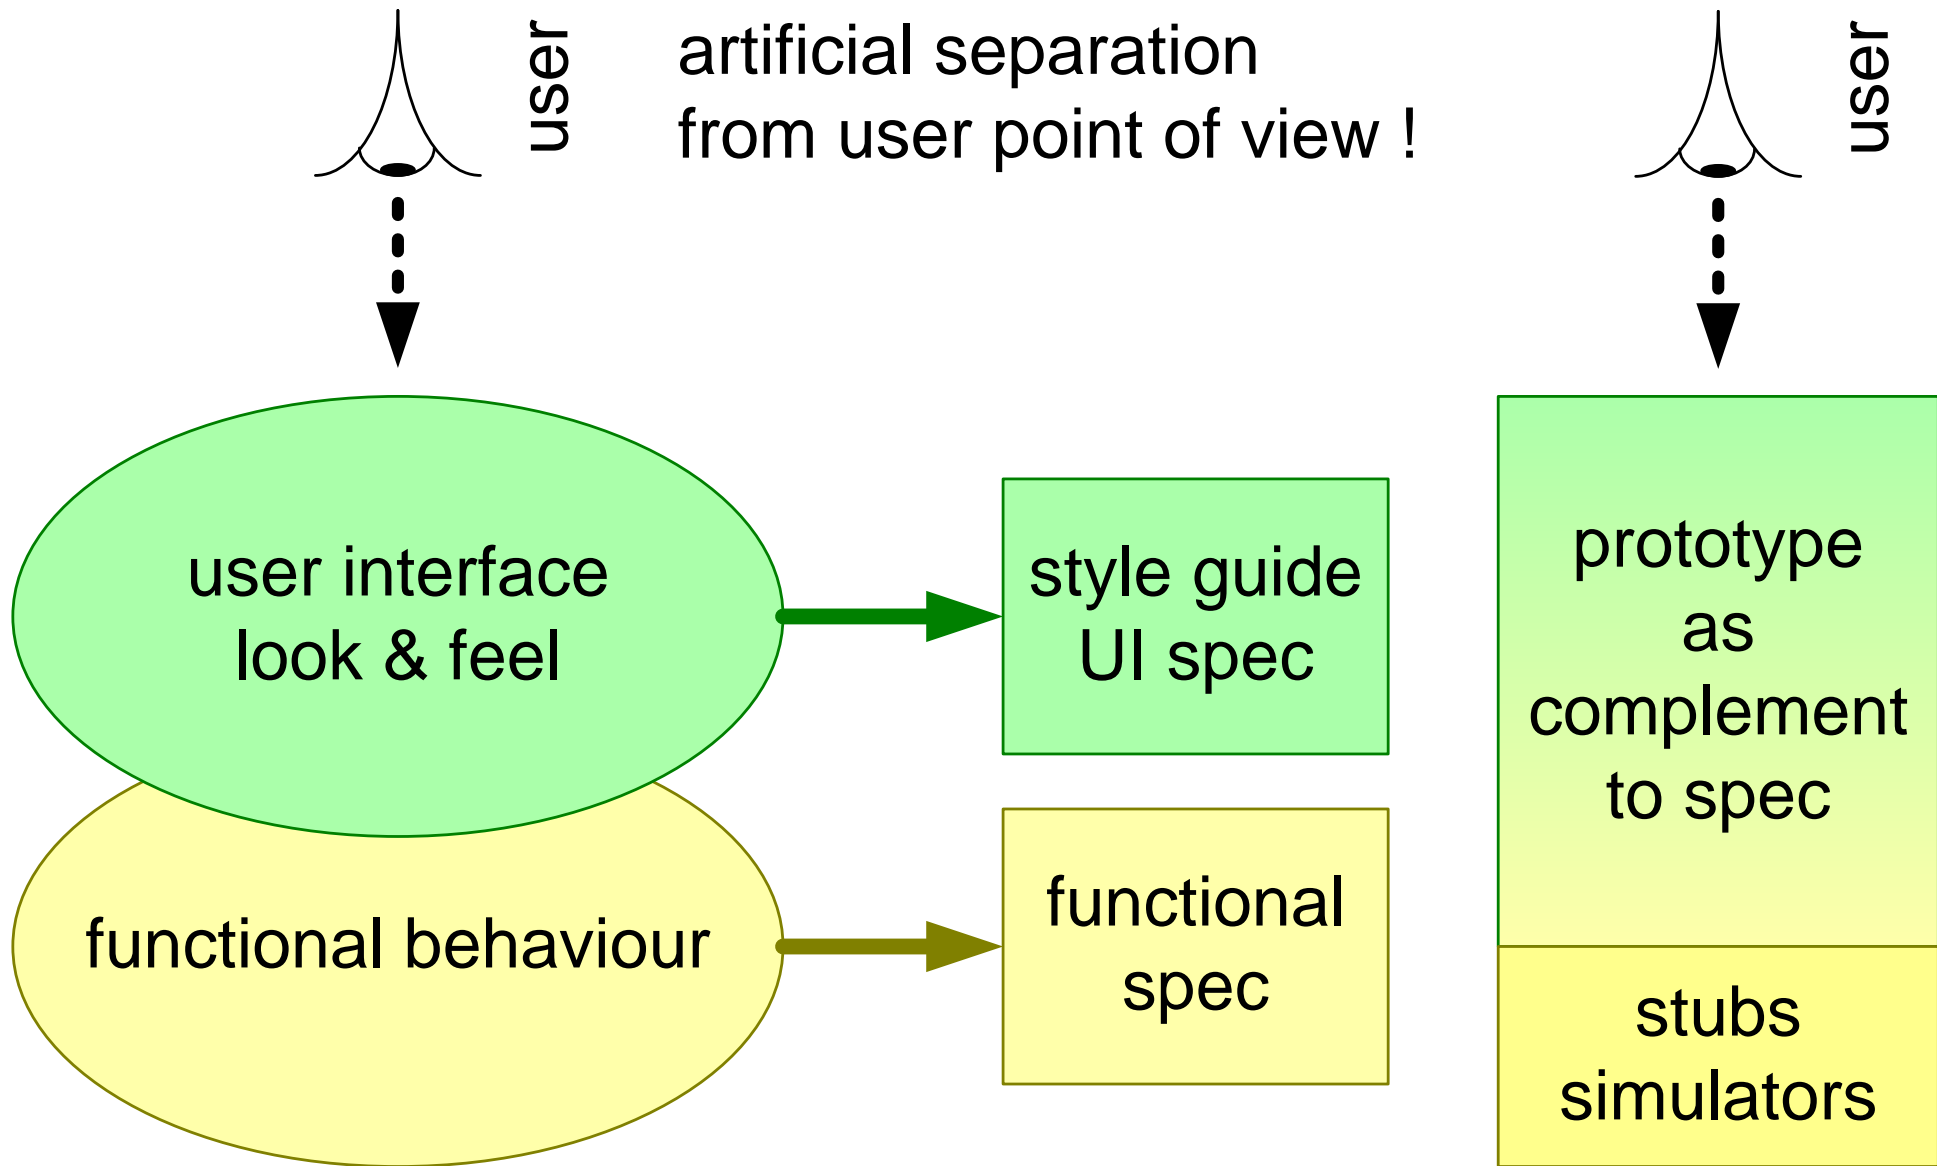 user
artificial separation
from user point of view !
user
user interface
look & feel
style guide
UI spec
prototype
as
complement
to spec
functional behaviour
functional
spec
stubs
simulators